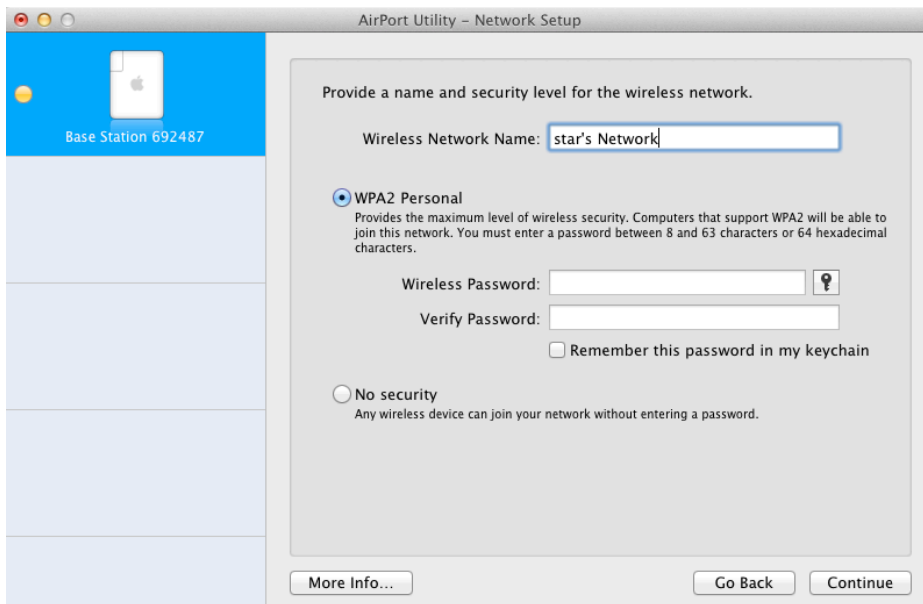 AirPort Utility – Network Setup
Base Station 692487
Provide a name and security level for the wireless network.
Wireless Network Name: star's Network
WPA2 Personal
Provides the maximum level of wireless security. Computers that support WPA2 will be able to
join this network. You must enter a password between 8 and 63 characters or 64 hexadecimal
characters.
Wireless Password:
Verify Password:
Remember this password in my keychain
No security
Any wireless device can join your network without entering a password.
More Info... Go Back Continue